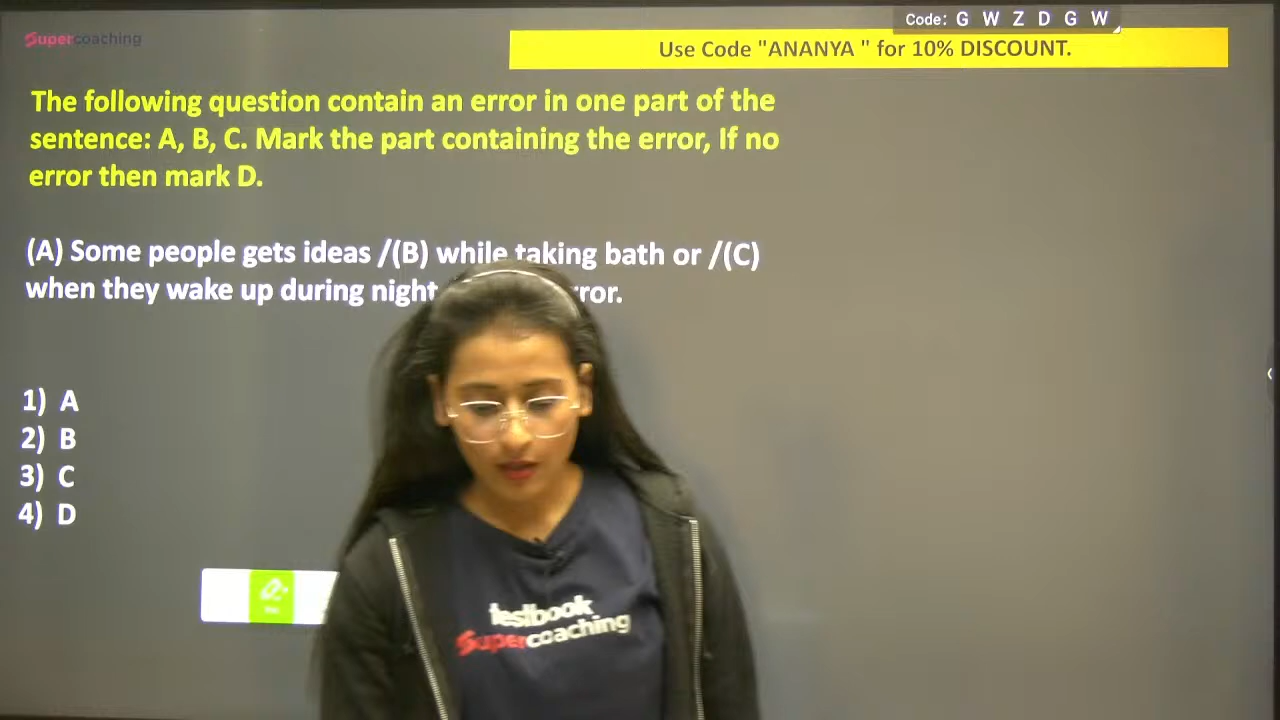 Code: G W Z D G W
Supercoaching
Use Code "ANANYA " for 10% DISCOUNT.
The following question contain an error in one part of the
sentence: A, B, C. Mark the part containing the error, If no
error then mark D.
(A) Some people gets ideas /(B) while taking bath or /(C)
when they wake up during night
1) A
2) B
3) C
4) D
testbook
Supercoaching